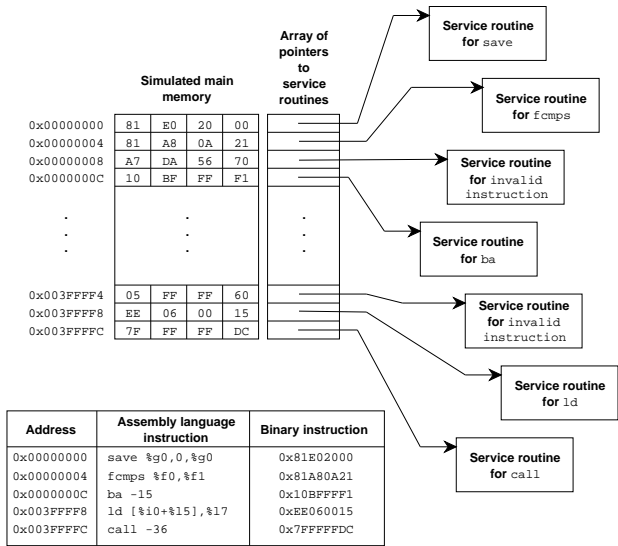 Array of
pointers
to
service
routines
Simulated main
memory
0x00000000 81 E0 20 00
0x00000004 81 A8 0A 21
0x00000008 A7 DA 56 70
0x0000000C 10 BF FF F1
. . .
. . .
. . .
0x003FFFF4 05 FF FF 60
0x003FFFF8 EE 06 00 15
0x003FFFFC 7F FF FF DC
Service routine
for save
Service routine
for fcmps
Service routine
for invalid
instruction
Service routine
for ba
Service routine
for invalid
instruction
Service routine
for ld
Service routine
for call
Address Assembly language instruction Binary instruction
0x00000000 save %g0,0,%g0 0x81E02000
0x00000004 fcmps %f0,%f1 0x81A80A21
0x0000000C ba -15 0x10BFFFF1
0x003FFFF8 ld [%i0+%l5],%l7 0xEE060015
0x003FFFFC call -36 0x7FFFFFDC